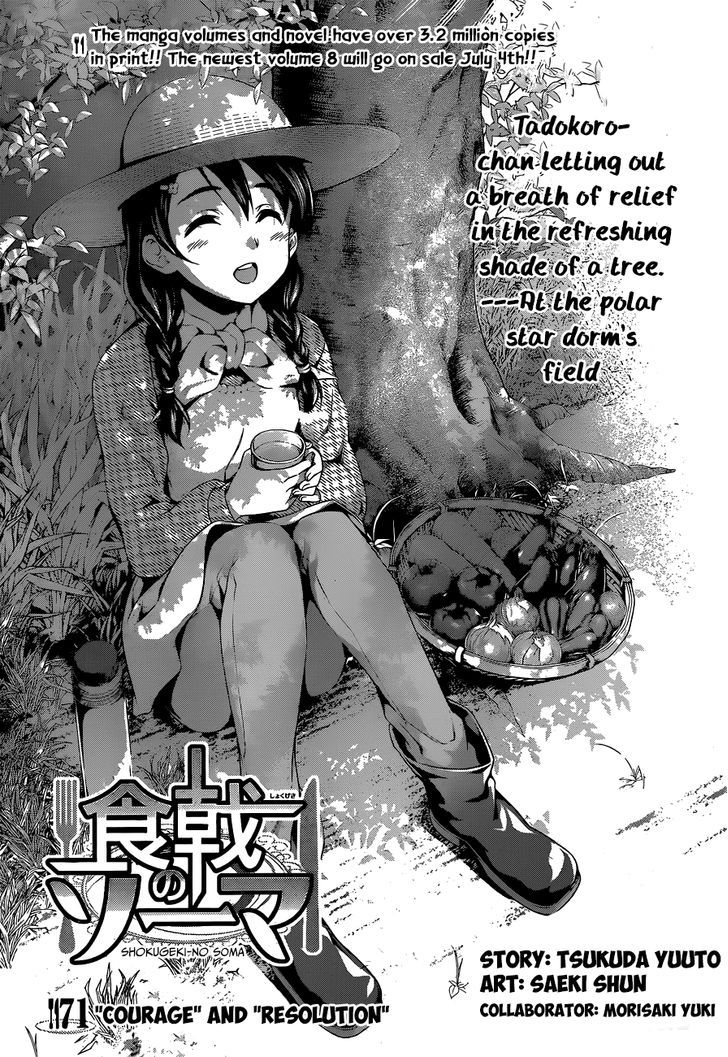 The manga volumes and novel have over 3.2 million copies
in print!! The newest volume 8 will go on sale July 4th!!
Tadokoro-
chan letting out
a breath of relief
in the refreshing
shade of a tree.
---At the polar
star dorm's
field
しょくげき
食戟
の
ソーマ
SHOKUGEKI-NO SOMA
71 "COURAGE" AND "RESOLUTION"
STORY: TSUKUDA YUUTO
ART: SAEKI SHUN
COLLABORATOR: MORISAKI YUKI